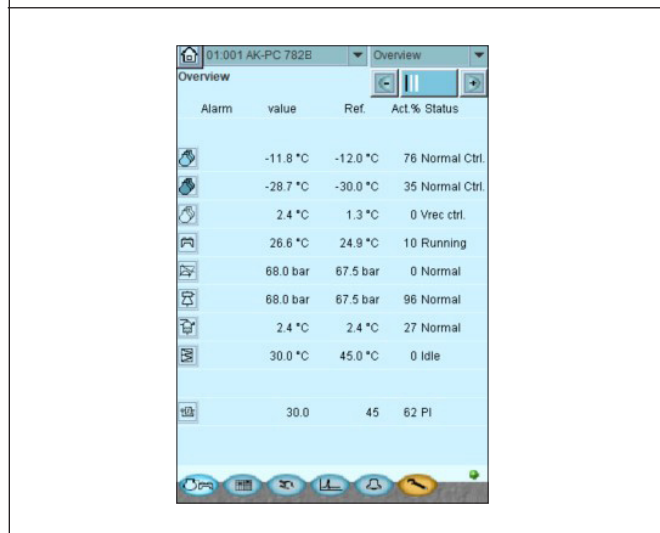 01:001 AK-PC 782B Overview
Overview
Alarm value Ref. Act.% Status
-11.8 °C -12.0 °C 76 Normal Ctrl.
-28.7 °C -30.0 °C 35 Normal Ctrl.
2.4 °C 1.3 °C 0 Vrec ctrl.
26.6 °C 24.9 °C 10 Running
68.0 bar 67.5 bar 0 Normal
68.0 bar 67.5 bar 96 Normal
2.4 °C 2.4 °C 27 Normal
30.0 °C 45.0 °C 0 Idle
30.0 45 62 PI